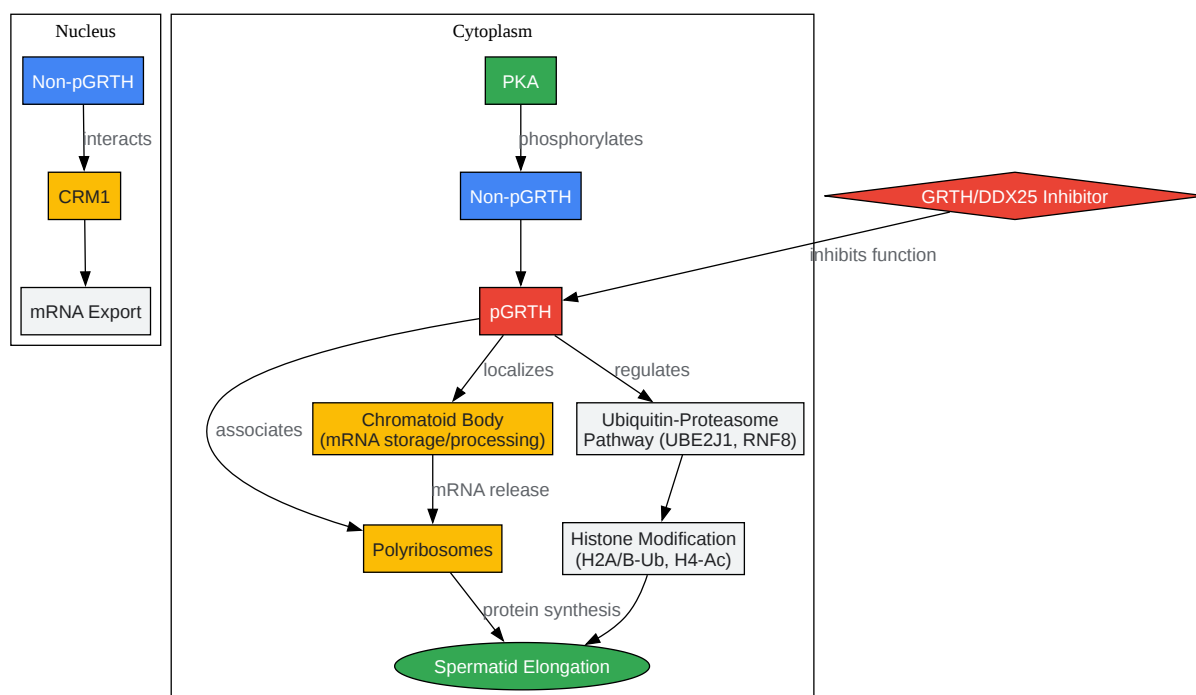 Nucleus
Non-pGRTH
interacts
CRM1
mRNA Export
Cytoplasm
PKA
phosphorylates
Non-pGRTH
GRTH/DDX25 Inhibitor
inhibits function
pGRTH
localizes
regulates
associates
Chromatoid Body
(mRNA storage/processing)
Ubiquitin-Proteasome
Pathway (UBE2J1, RNF8)
mRNA release
Polyribosomes
Histone Modification
(H2A/B-Ub, H4-Ac)
protein synthesis
Spermatid Elongation